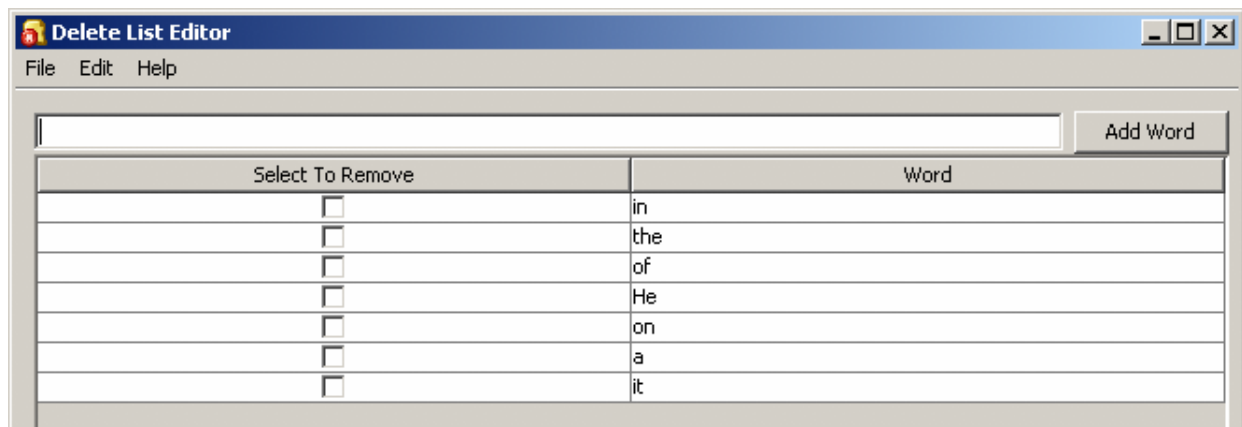 Delete List Editor
File Edit Help
Add Word
Select To Remove Word
in
the
of
He
on
a
it